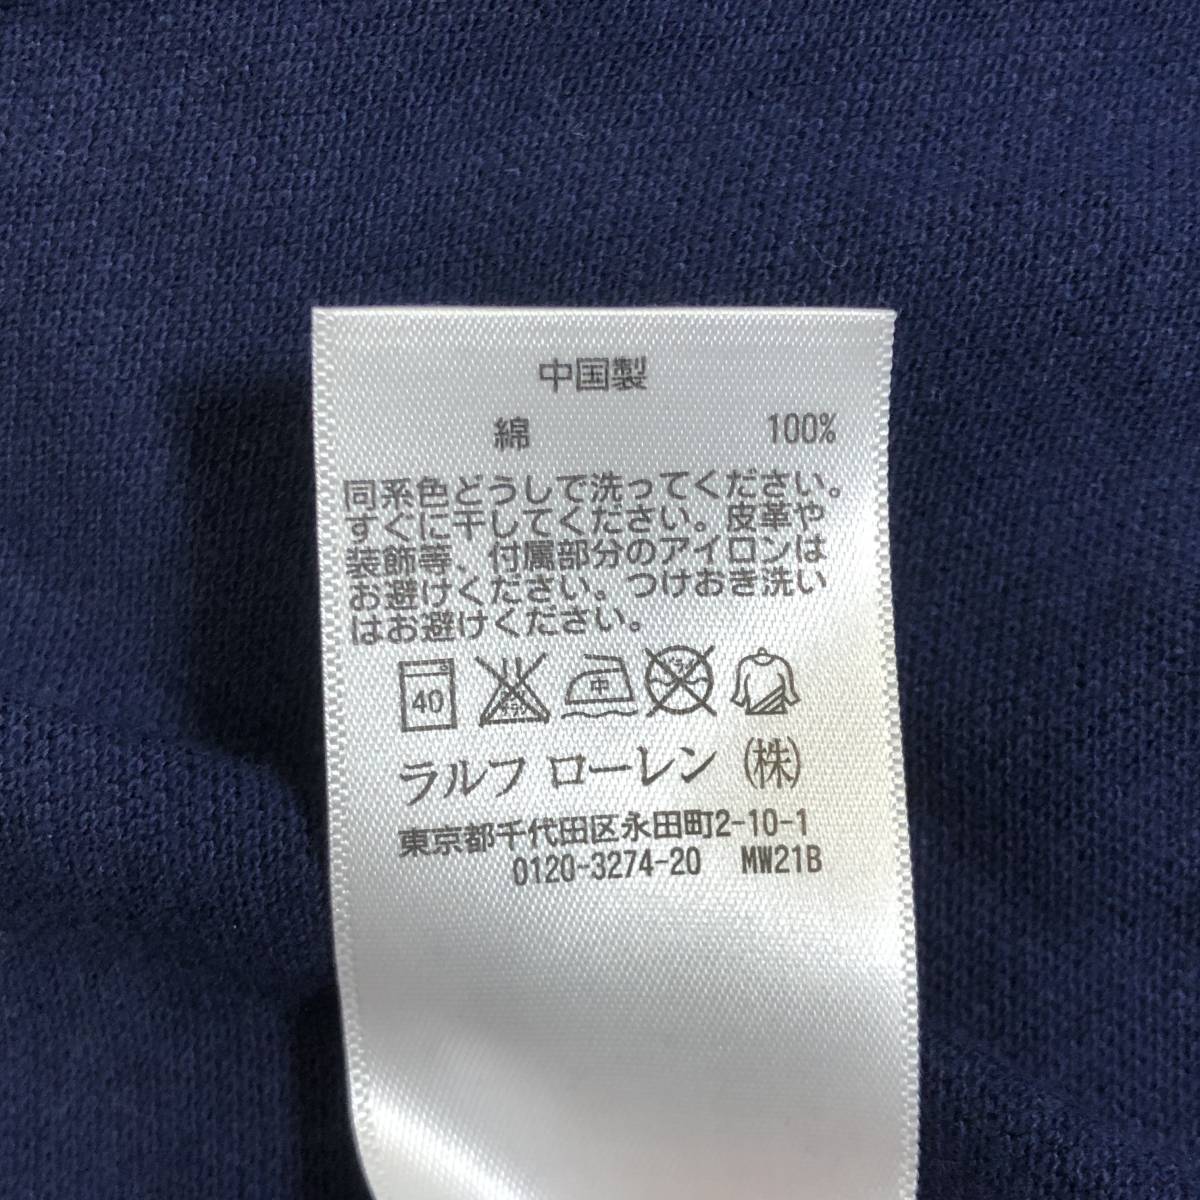 中国製
綿 100%
同系色どうしで洗ってください。
すぐに干してください。皮革や
装飾等、付属部分のアイロンは
お避けください。つけおき洗い
はお避けください。
40 中
ラルフ ローレン (株)
東京都千代田区永田町2-10-1
0120-3274-20 MW21B